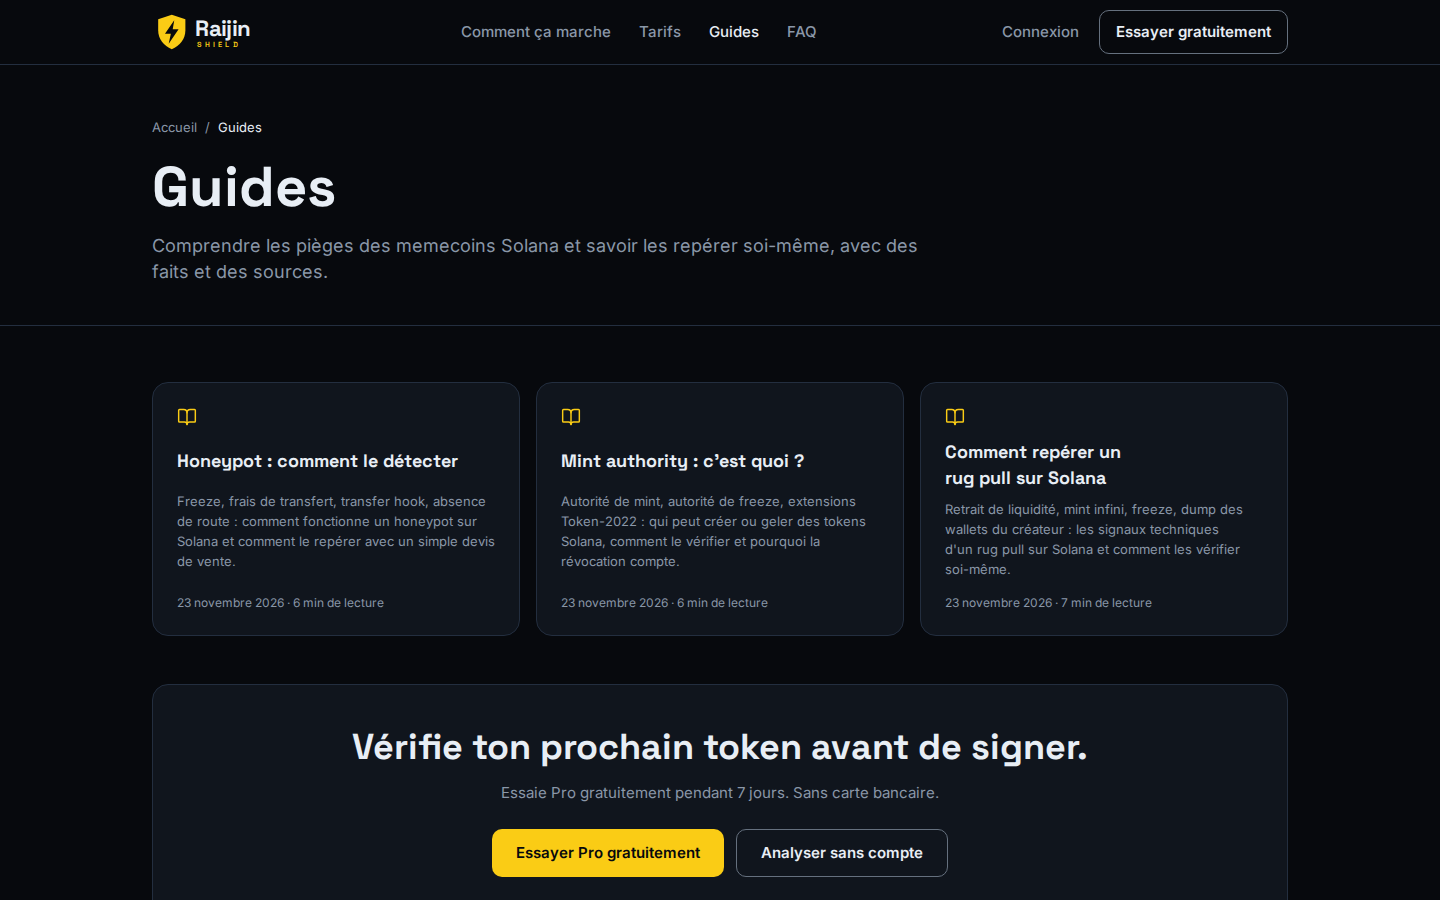 Raijin
SHIELD
Comment ça marche
Tarifs
Guides
FAQ
Connexion
Essayer gratuitement
Accueil / Guides
Guides
Comprendre les pièges des memecoins Solana et savoir les repérer soi-même, avec des
faits et des sources.
Honeypot : comment le détecter
Freeze, frais de transfert, transfer hook, absence
de route : comment fonctionne un honeypot sur
Solana et comment le repérer avec un simple devis
de vente.
23 novembre 2026 · 6 min de lecture
Mint authority : c’est quoi ?
Autorité de mint, autorité de freeze, extensions
Token-2022 : qui peut créer ou geler des tokens
Solana, comment le vérifier et pourquoi la
révocation compte.
23 novembre 2026 · 6 min de lecture
Comment repérer un
rug pull sur Solana
Retrait de liquidité, mint infini, freeze, dump des
wallets du créateur : les signaux techniques
d'un rug pull sur Solana et comment les vérifier
soi-même.
23 novembre 2026 · 7 min de lecture
Vérifie ton prochain token avant de signer.
Essaie Pro gratuitement pendant 7 jours. Sans carte bancaire.
Essayer Pro gratuitement
Analyser sans compte